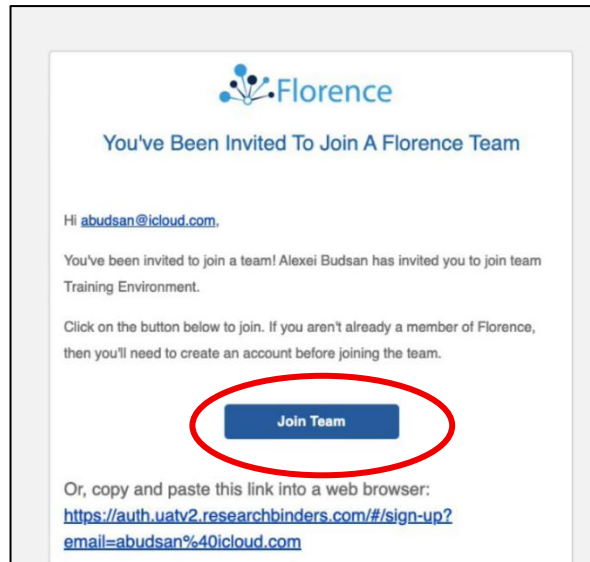 Florence
You've Been Invited To Join A Florence Team
Hi abudsan@icloud.com,
You've been invited to join a team! Alexei Budsan has invited you to join team
Training Environment.
Click on the button below to join. If you aren't already a member of Florence,
then you'll need to create an account before joining the team.
Join Team
Or, copy and paste this link into a web browser:
https://auth.uatv2.researchbinders.com/#/sign-up?
email=abudsan%40icloud.com